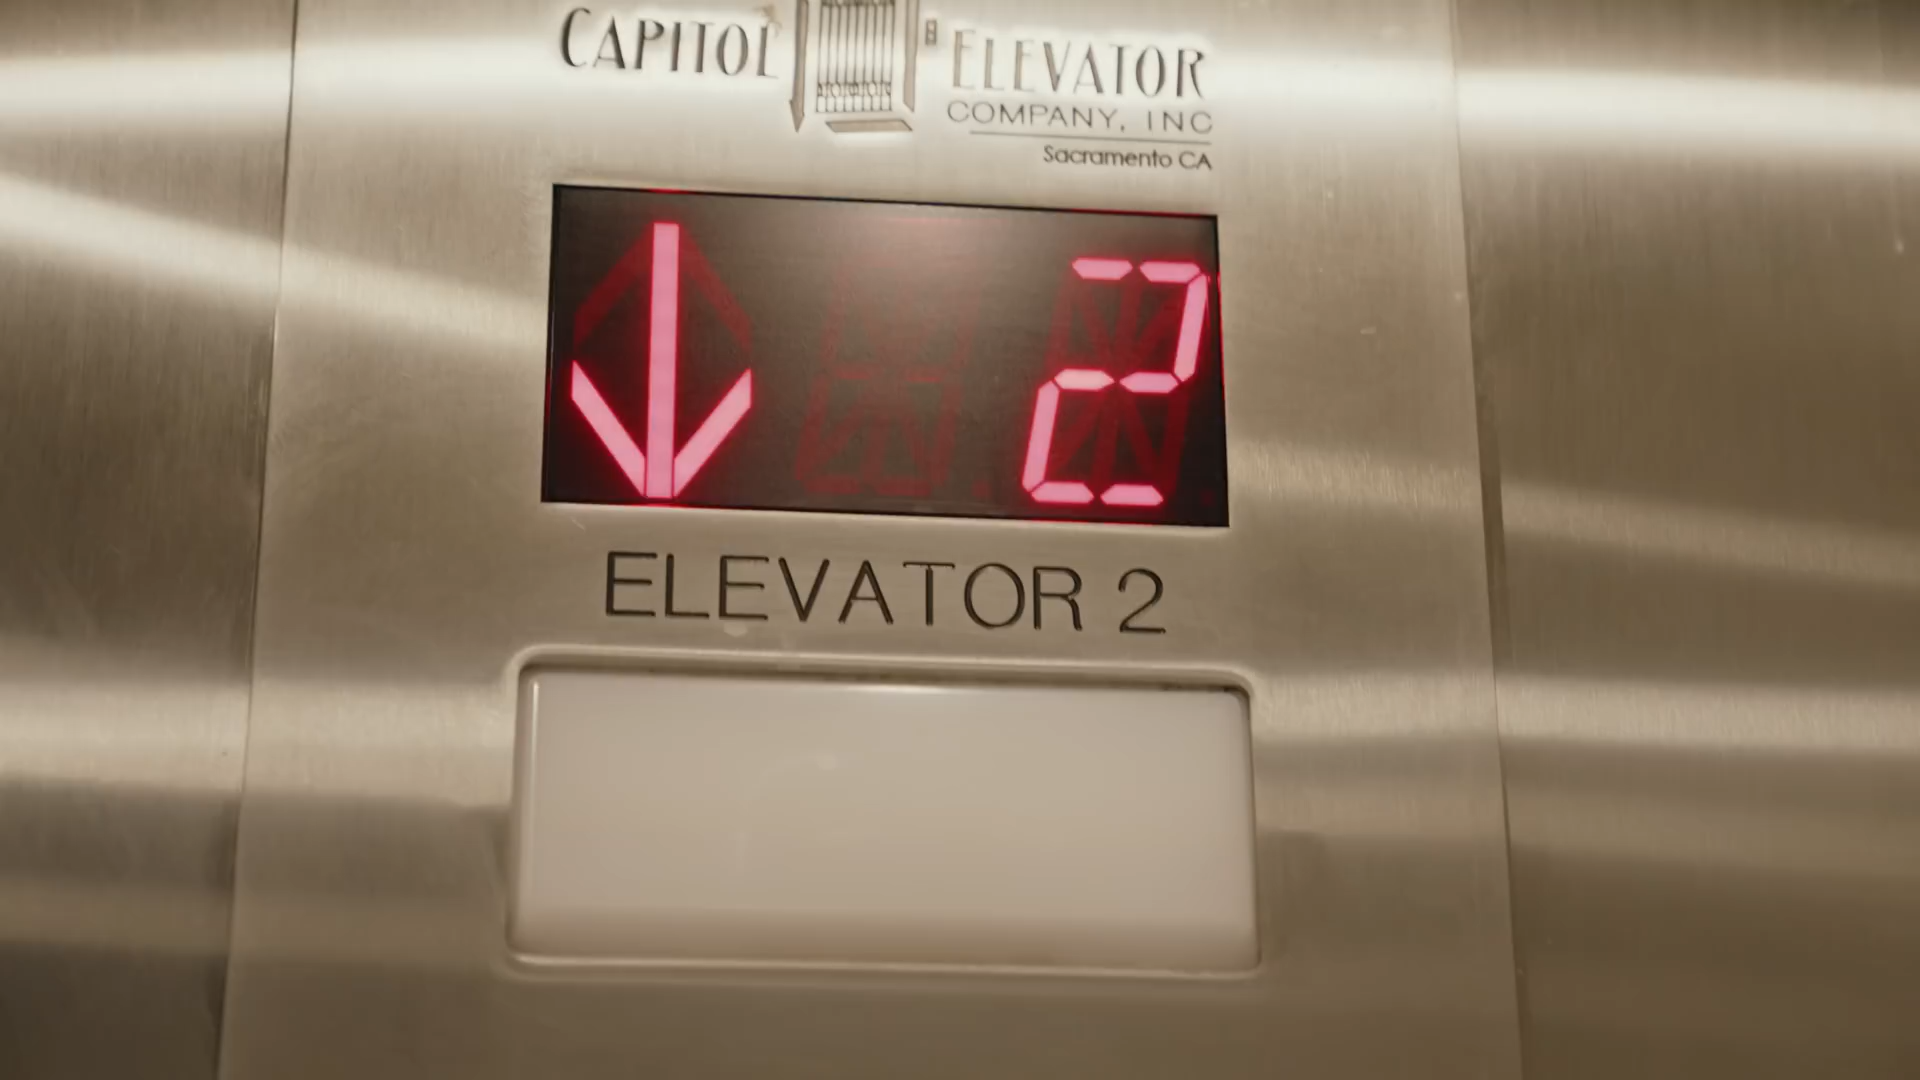 CAPITOL ELEVATOR
COMPANY, INC
Sacramento CA
2
ELEVATOR 2